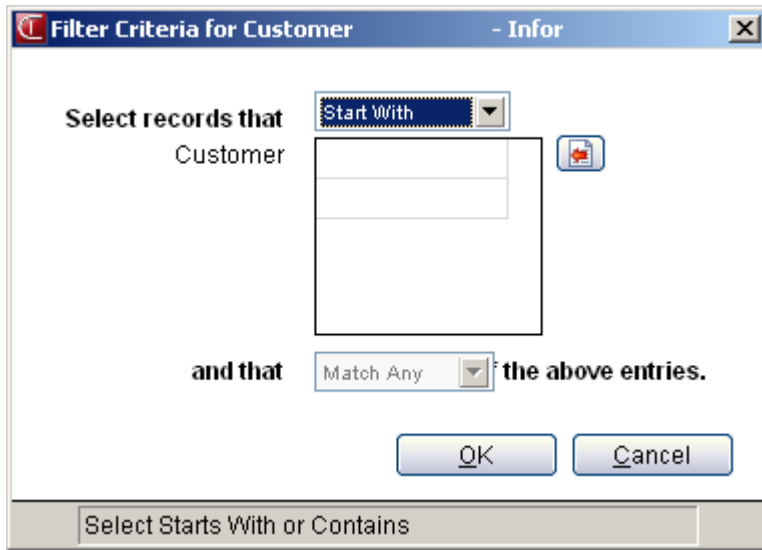 Filter Criteria for Customer - Infor
Select records that Start With
Customer
and that Match Any the above entries.
OK Cancel
Select Starts With or Contains